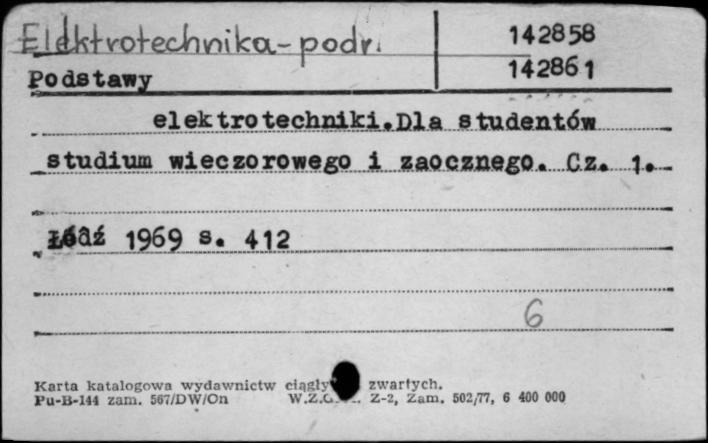 Elektrotechnika-podr. 142858
Podstawy 142861
elektrotechniki.Dla studentów
studium wieczorowego i zaocznego. Cz. 1.
Łódź 1969 s. 412
6
Karta katalogowa wydawnictw zwartych.
Pu-B-144 zam. 567/DW/On Z-2, Zam. 502/77, 6 400 000